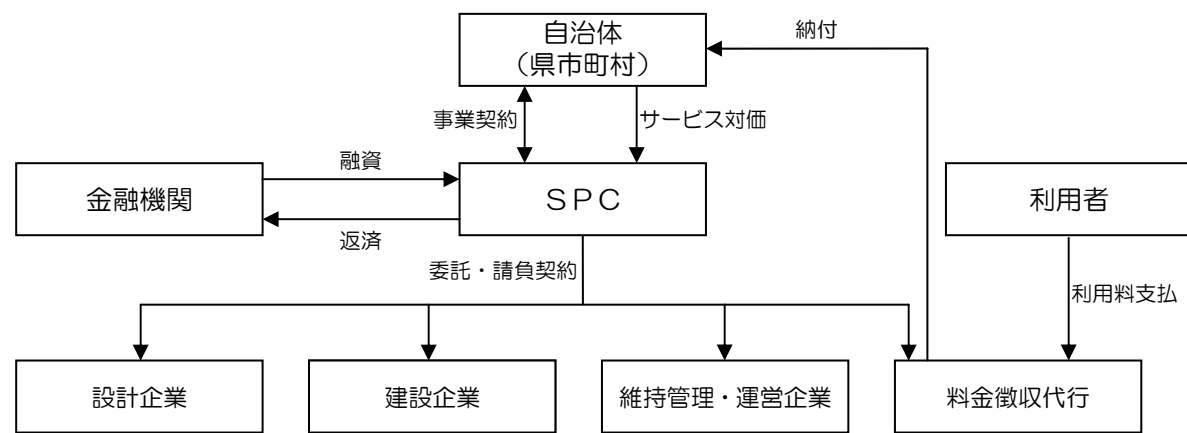 自治体
（県市町村）
納付
事業契約
サービス対価
金融機関
融資
返済
ＳＰＣ
利用者
委託・請負契約
利用料支払
設計企業
建設企業
維持管理・運営企業
料金徴収代行